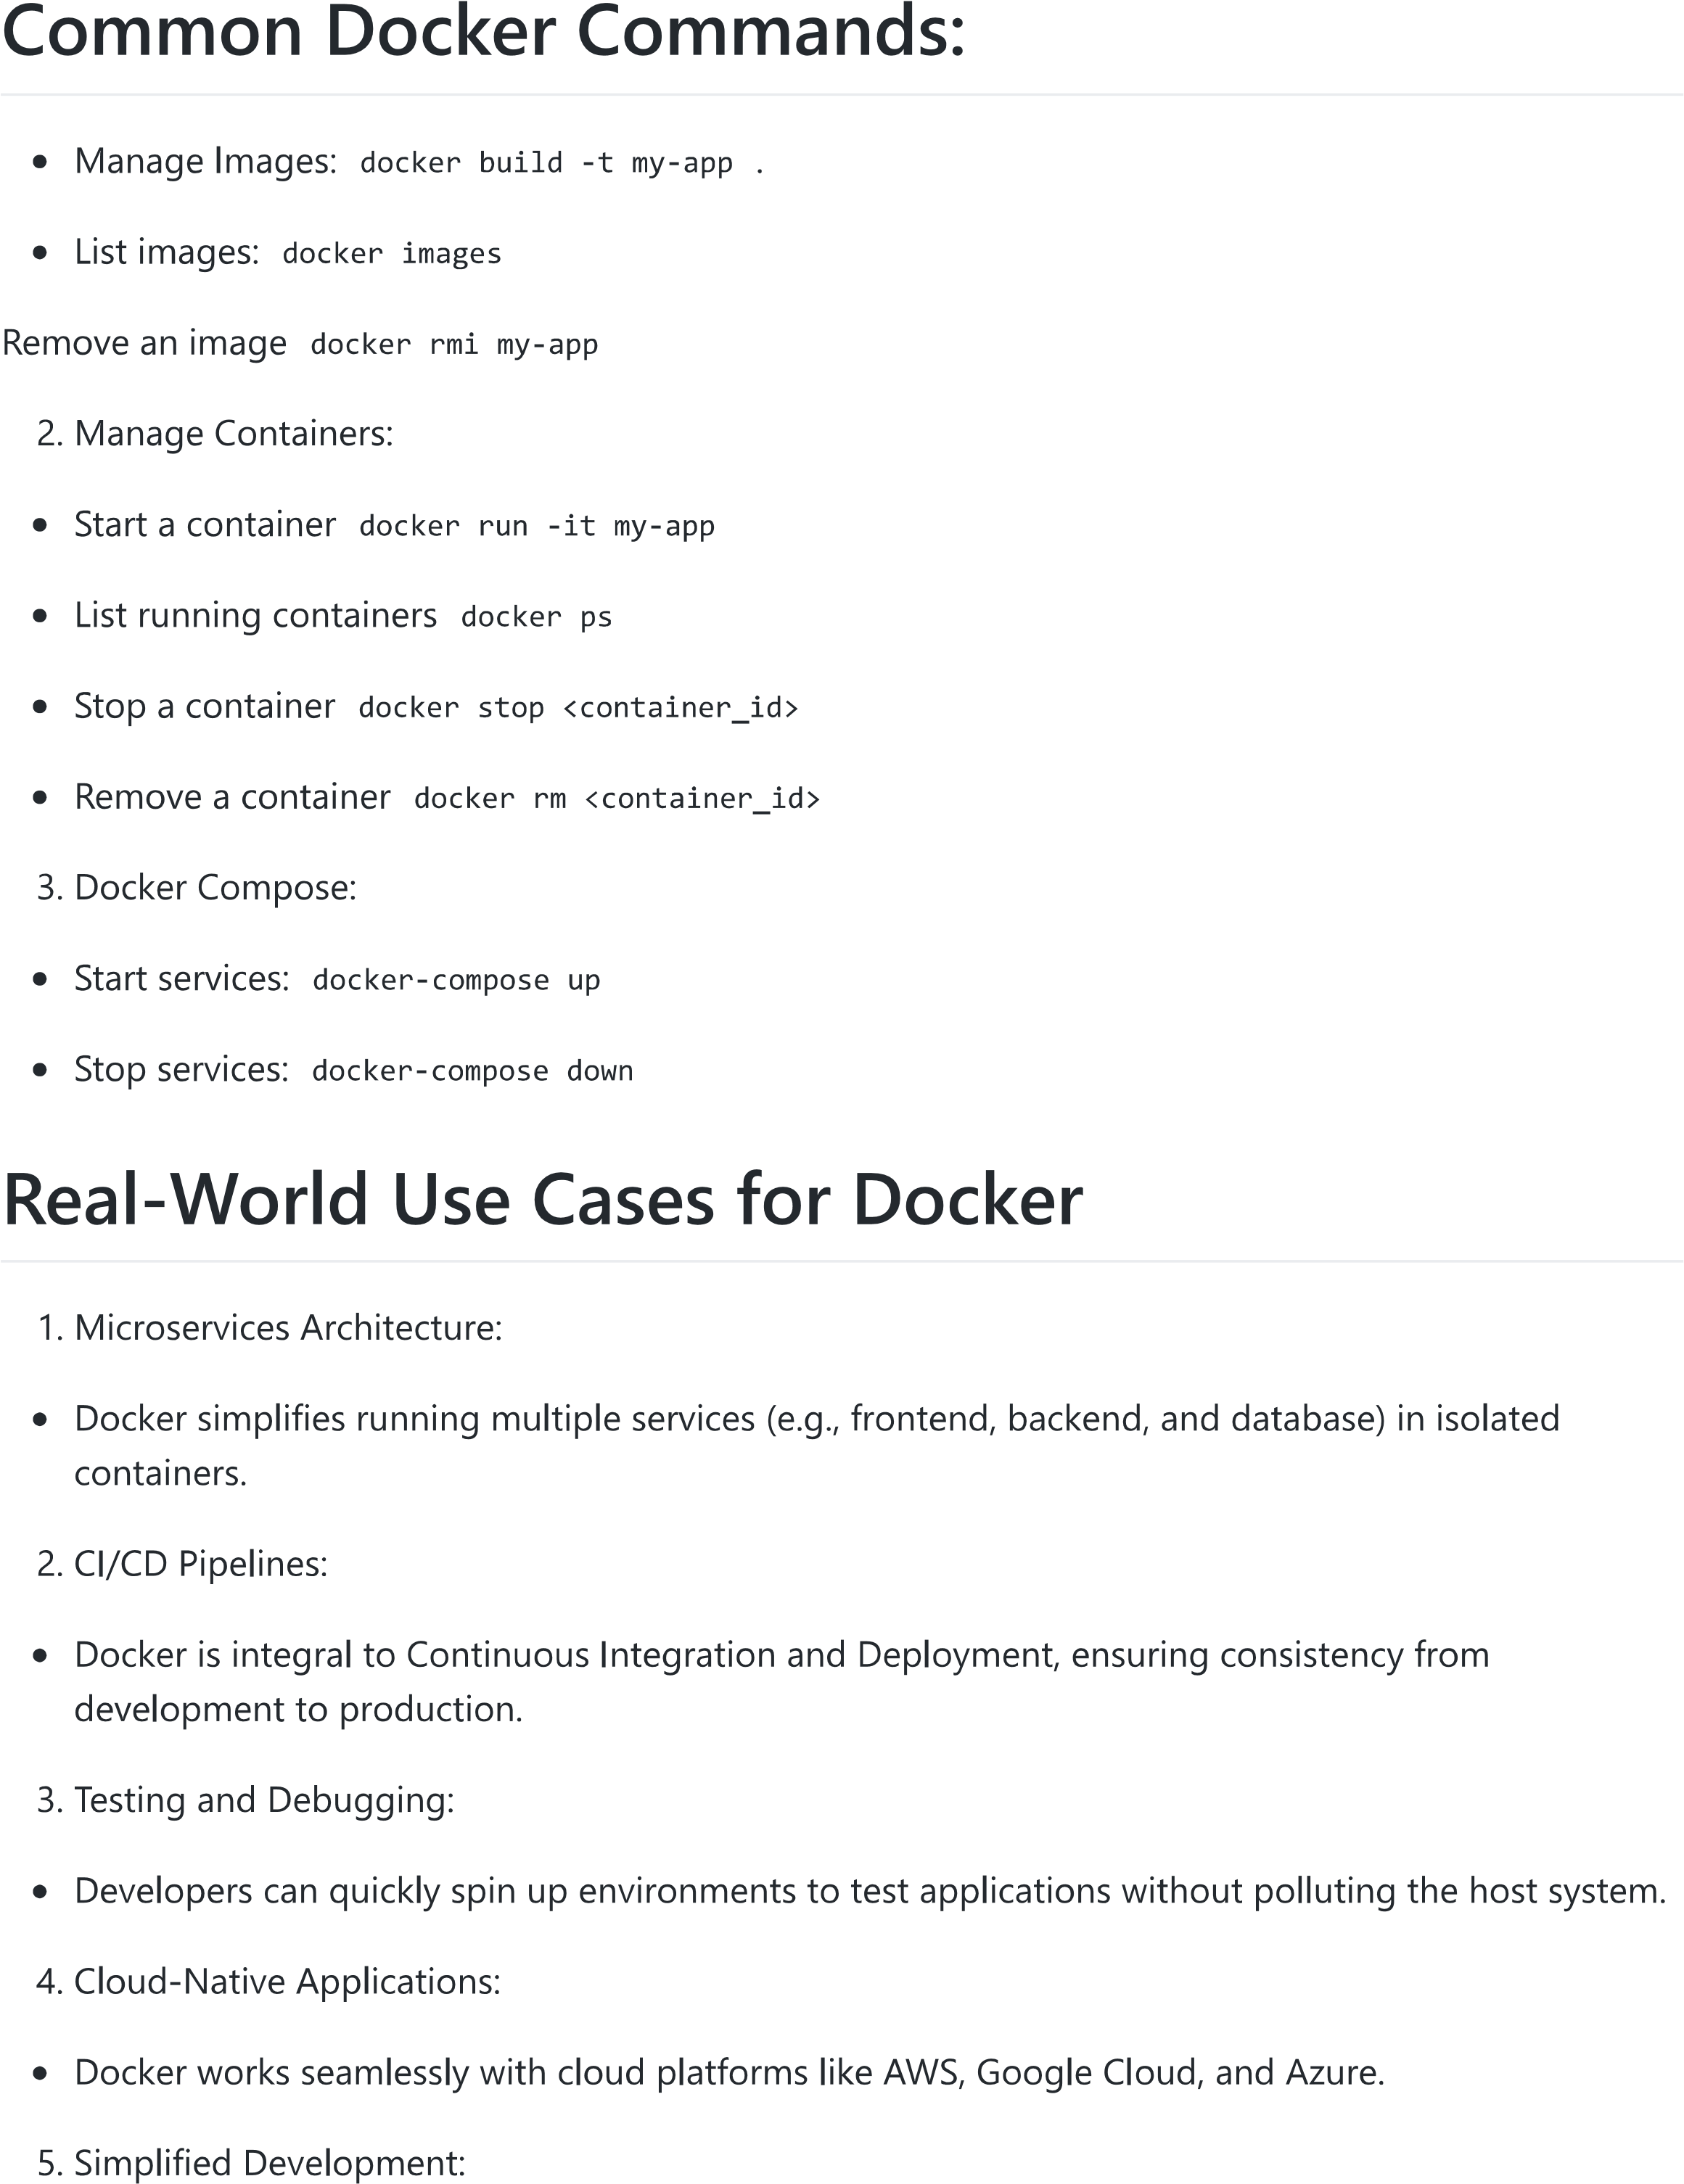 Common Docker Commands:
• Manage Images: docker build -t my-app .
• List images: docker images
Remove an image docker rmi my-app
2. Manage Containers:
• Start a container docker run -it my-app
• List running containers docker ps
• Stop a container docker stop <container_id>
• Remove a container docker rm <container_id>
3. Docker Compose:
• Start services: docker-compose up
• Stop services: docker-compose down
Real-World Use Cases for Docker
1. Microservices Architecture:
• Docker simplifies running multiple services (e.g., frontend, backend, and database) in isolated
containers.
2. CI/CD Pipelines:
• Docker is integral to Continuous Integration and Deployment, ensuring consistency from
development to production.
3. Testing and Debugging:
• Developers can quickly spin up environments to test applications without polluting the host system.
4. Cloud-Native Applications:
• Docker works seamlessly with cloud platforms like AWS, Google Cloud, and Azure.
5. Simplified Development: